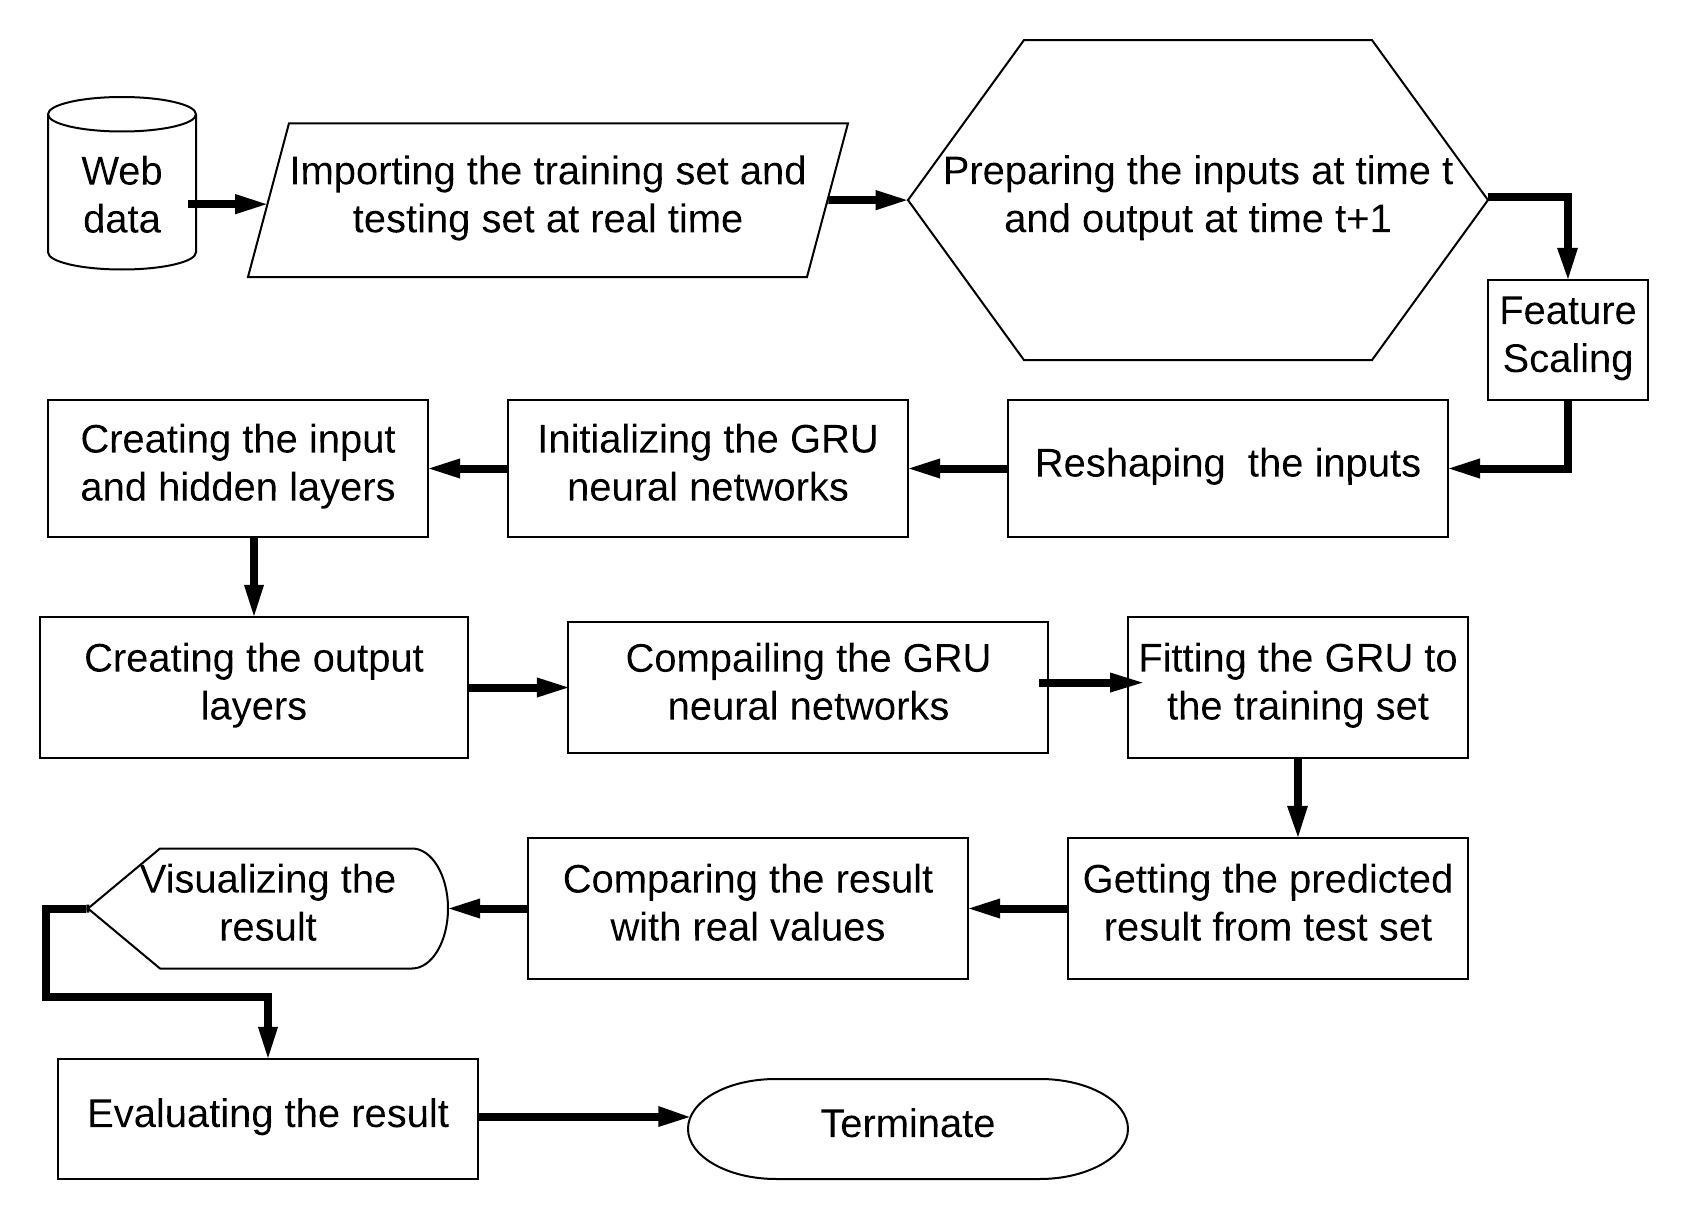 Web
data
Importing the training set and
testing set at real time
Preparing the inputs at time t
and output at time t+1
Feature
Scaling
Reshaping  the inputs
Initializing the GRU
neural networks
Creating the input
and hidden layers
Creating the output
layers
Compailing the GRU
neural networks
Fitting the GRU to
the training set
Getting the predicted
result from test set
Comparing the result
with real values
Visualizing the
result
Evaluating the result
Terminate